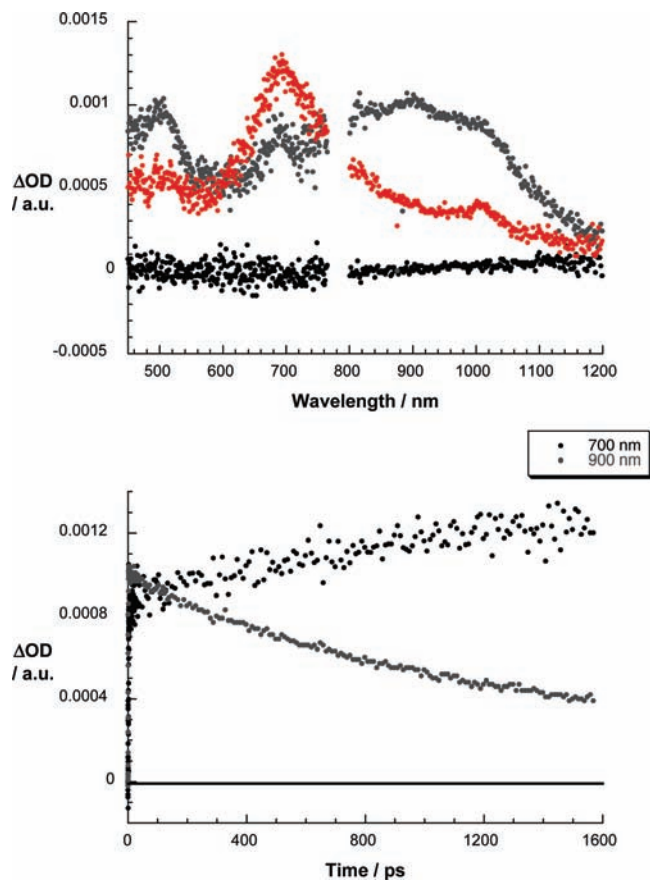 0.0015
0.001
ΔOD
/ a.u.
0.0005
0
-0.0005
500 600 700 800 900 1000 1100 1200
Wavelength / nm
700 nm
900 nm
0.0012
0.0008
ΔOD
/ a.u.
0.0004
0
0 400 800 1200 1600
Time / ps